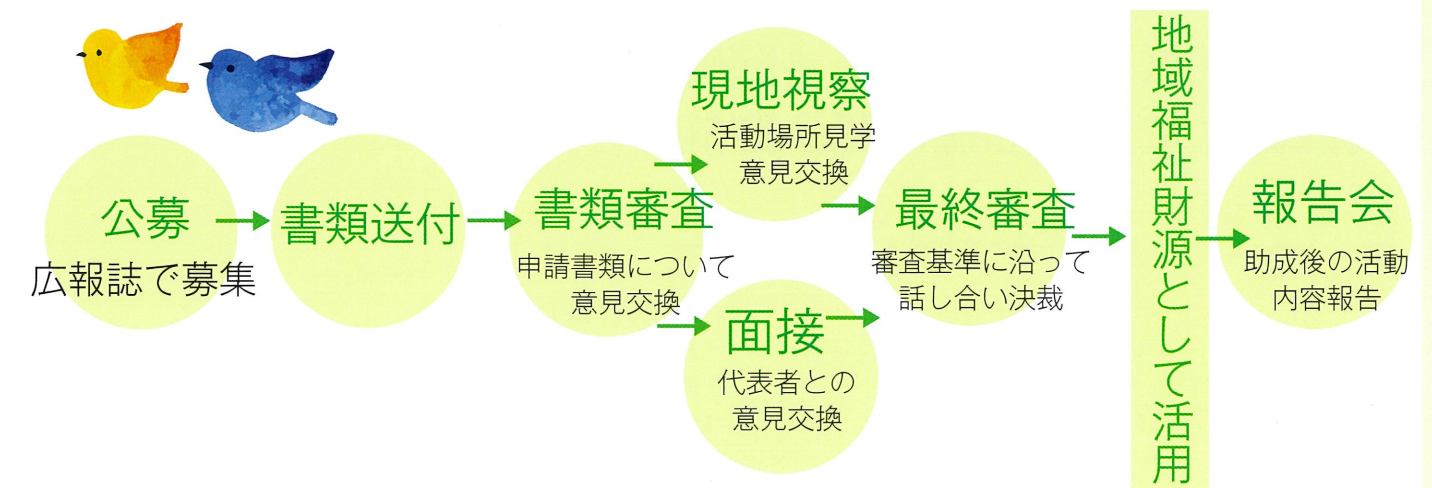 公募
広報誌で募集
書類送付
書類審査
申請書類について
意見交換
現地視察
活動場所見学
意見交換
面接
代表者との
意見交換
最終審査
審査基準に沿って
話し合い決裁
地域福祉財源として活用
報告会
助成後の活動
内容報告